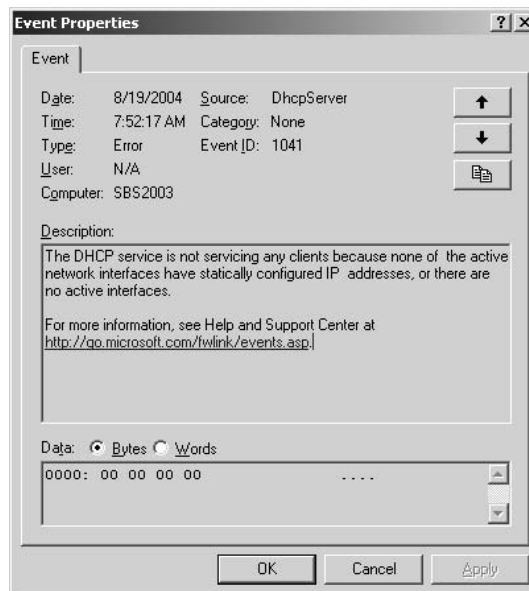 Event Properties
? X
Event
Date: 8/19/2004 Source: DhcpServer
Time: 7:52:17 AM Category: None
Type: Error Event ID: 1041
User: N/A
Computer: SBS2003
Description:
The DHCP service is not servicing any clients because none of the active
network interfaces have statically configured IP addresses, or there are
no active interfaces.
For more information, see Help and Support Center at
http://go.microsoft.com/fwlink/events.asp.
Data: Bytes Words
0000: 00 00 00 00 ....
OK Cancel Apply